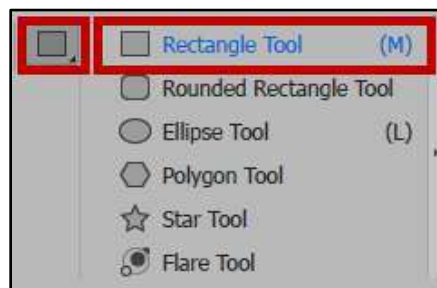 Rectangle Tool (M)
Rounded Rectangle Tool
Ellipse Tool (L)
Polygon Tool
Star Tool
Flare Tool